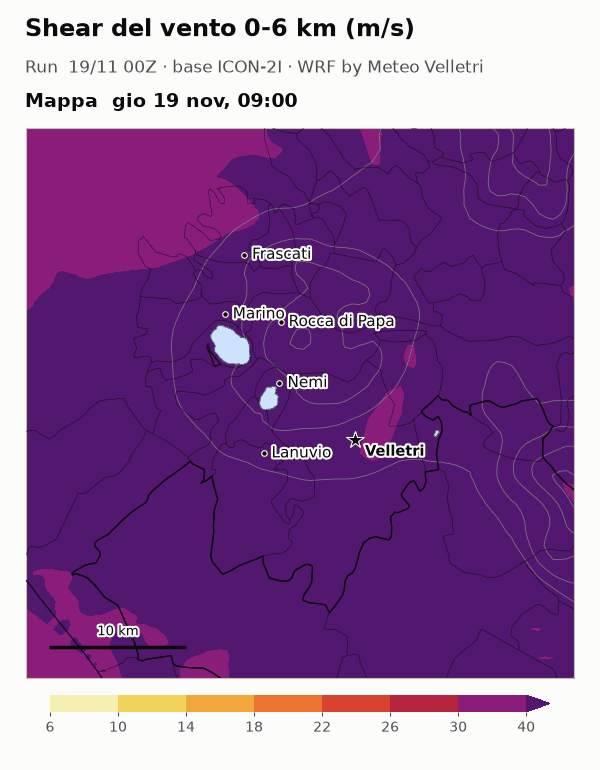 Shear del vento 0-6 km (m/s)
Run  19/11 00Z · base ICON-2I · WRF by Meteo Velletri
Mappa  gio 19 nov, 09:00
Frascati
Marino
Rocca di Papa
Nemi
Velletri
Lanuvio
10 km
6 10 14 18 22 26 30 40